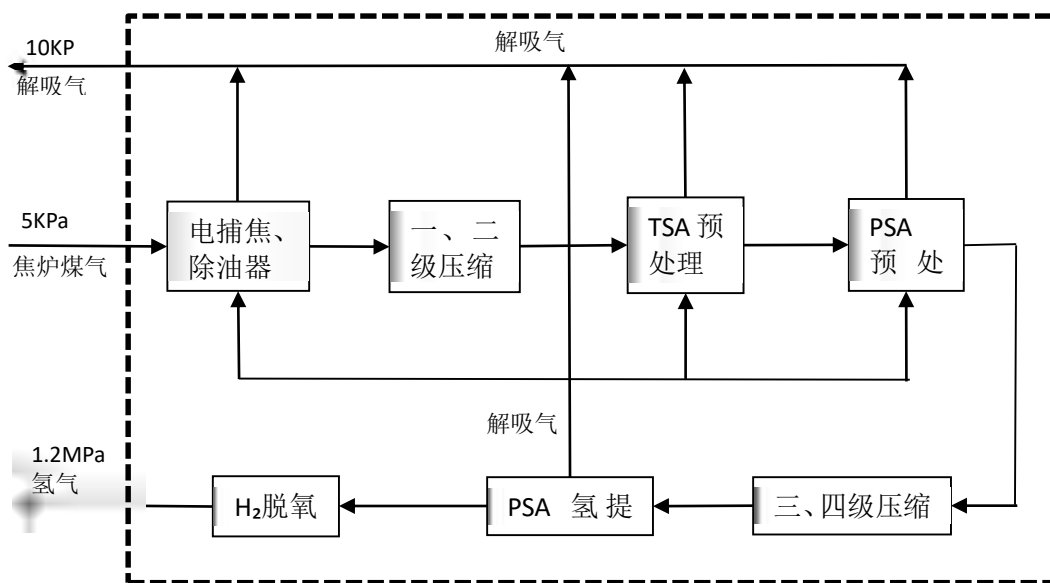 10KP
解吸气
解吸气
5KPa
焦炉煤气
电捕焦、
除油器
一、二
级压缩
TSA 预
处理
PSA
预 处
解吸气
1.2MPa
氢气
H₂脱氧
PSA 氢 提
三、四级压缩